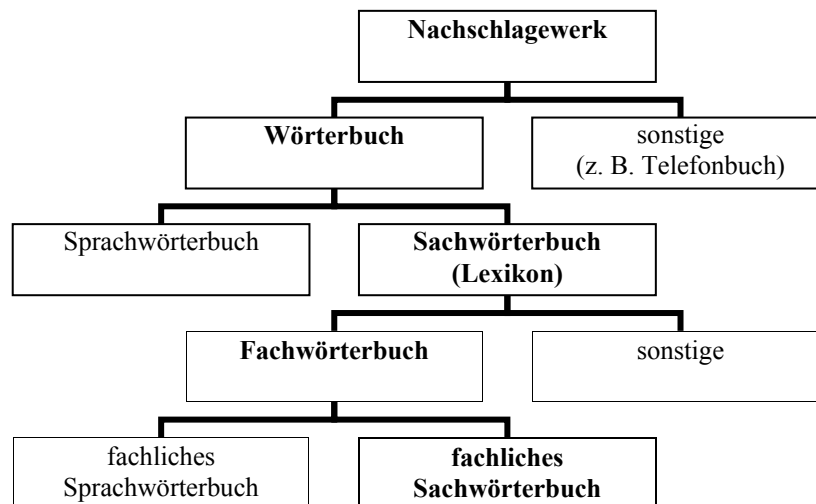 Nachschlagewerk
Wörterbuch
sonstige
(z. B. Telefonbuch)
Sprachwörterbuch
Sachwörterbuch
(Lexikon)
Fachwörterbuch
sonstige
fachliches
Sprachwörterbuch
fachliches
Sachwörterbuch